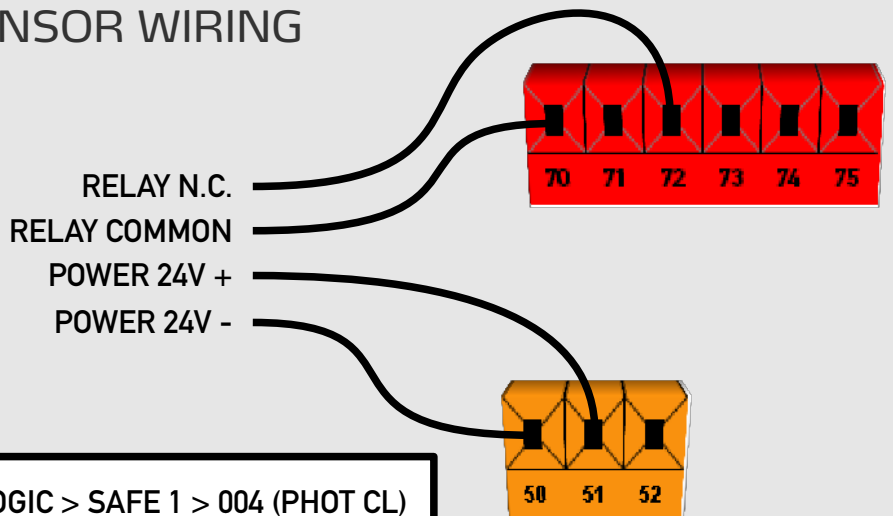 NSOR WIRING
RELAY N.C.
RELAY COMMON
POWER 24V +
POWER 24V -
70 71 72 73 74 75
50 51 52
OGIC > SAFE 1 > 004 (PHOT CL)